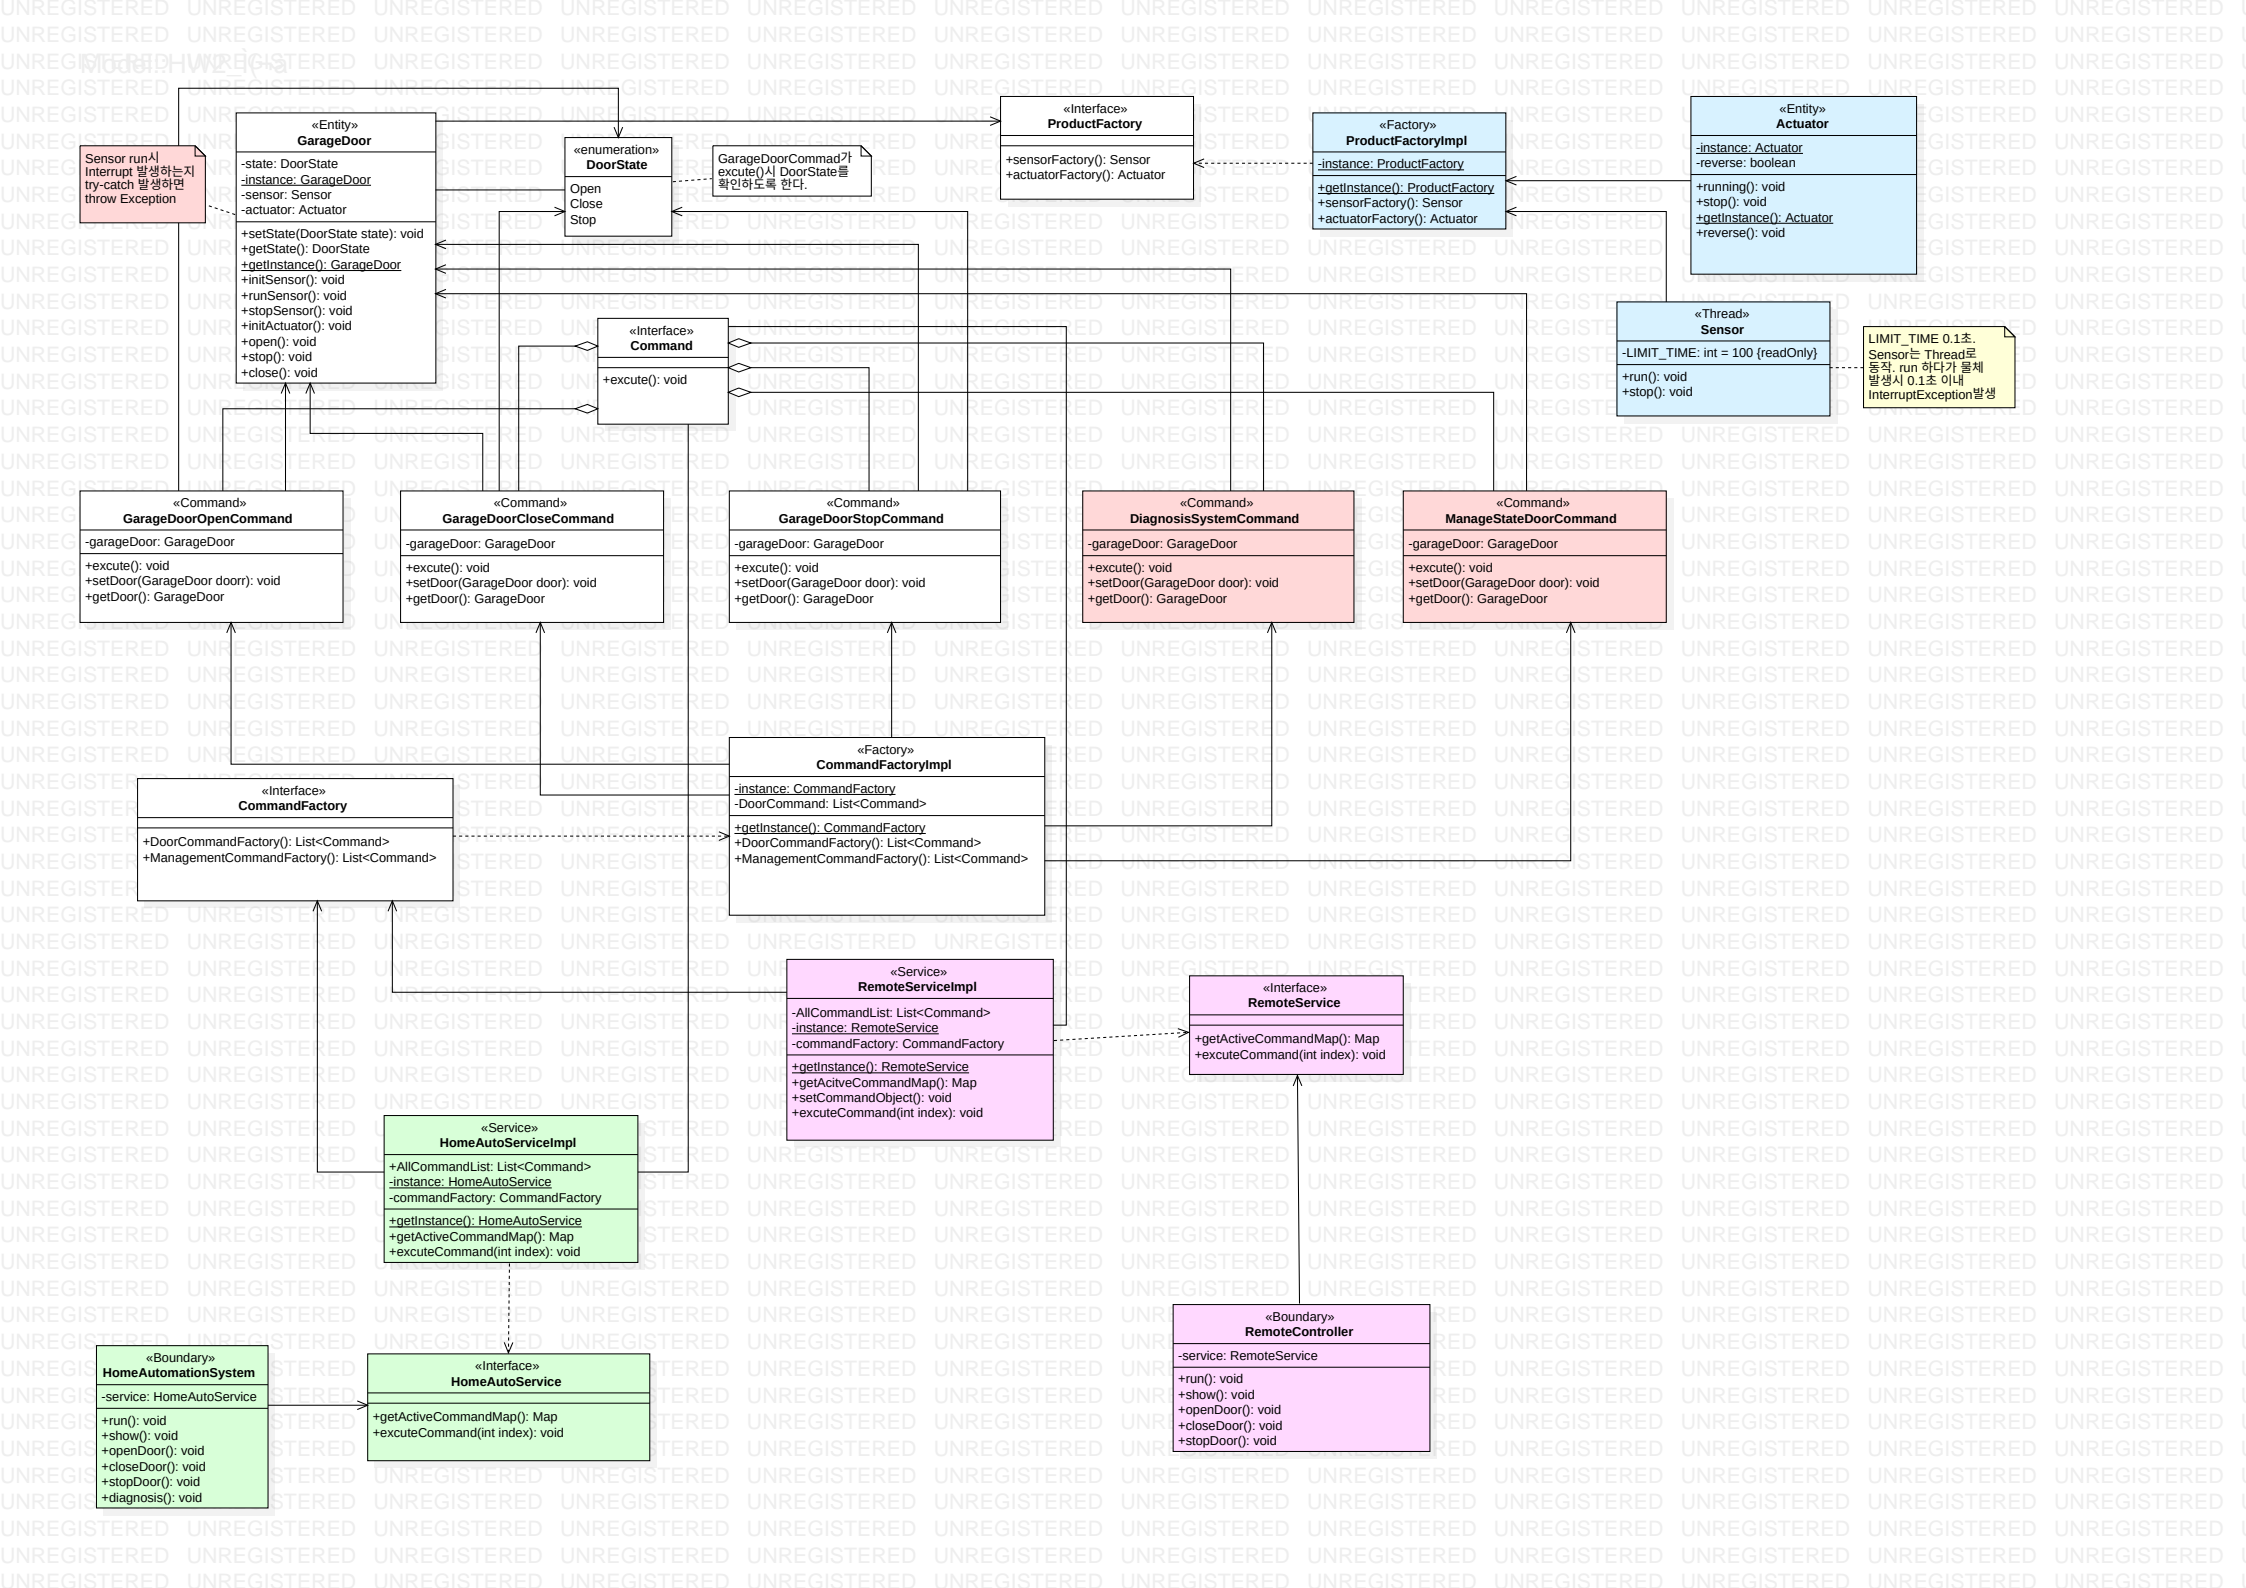 «Entity»
GarageDoor
-state: DoorState
-instance: GarageDoor
-sensor: Sensor
-actuator: Actuator
+setState(DoorState state): void
+getState(): DoorState
+getInstance(): GarageDoor
+initSensor(): void
+runSensor(): void
+stopSensor(): void
+initActuator(): void
+open(): void
+stop(): void
+close(): void
Sensor run시
Interrupt 발생하는지
try-catch 발생하면
throw Exception
«enumeration»
DoorState
Open
Close
Stop
GarageDoorCommad가
excute()시 DoorState를
확인하도록 한다.
«Interface»
ProductFactory
+sensorFactory(): Sensor
+actuatorFactory(): Actuator
«Factory»
ProductFactoryImpl
-instance: ProductFactory
+getInstance(): ProductFactory
+sensorFactory(): Sensor
+actuatorFactory(): Actuator
«Entity»
Actuator
-instance: Actuator
-reverse: boolean
+running(): void
+stop(): void
+getInstance(): Actuator
+reverse(): void
«Thread»
Sensor
-LIMIT_TIME: int = 100 {readOnly}
+run(): void
+stop(): void
LIMIT_TIME 0.1초.
Sensor는 Thread로
동작. run 하다가 물체
발생시 0.1초 이내
InterruptException발생
«Interface»
Command
+excute(): void
«Command»
GarageDoorOpenCommand
-garageDoor: GarageDoor
+excute(): void
+setDoor(GarageDoor doorr): void
+getDoor(): GarageDoor
«Command»
GarageDoorCloseCommand
-garageDoor: GarageDoor
+excute(): void
+setDoor(GarageDoor door): void
+getDoor(): GarageDoor
«Command»
GarageDoorStopCommand
-garageDoor: GarageDoor
+excute(): void
+setDoor(GarageDoor door): void
+getDoor(): GarageDoor
«Command»
DiagnosisSystemCommand
-garageDoor: GarageDoor
+excute(): void
+setDoor(GarageDoor door): void
+getDoor(): GarageDoor
«Command»
ManageStateDoorCommand
-garageDoor: GarageDoor
+excute(): void
+setDoor(GarageDoor door): void
+getDoor(): GarageDoor
«Interface»
CommandFactory
+DoorCommandFactory(): List<Command>
+ManagementCommandFactory(): List<Command>
«Factory»
CommandFactoryImpl
-instance: CommandFactory
-DoorCommand: List<Command>
+getInstance(): CommandFactory
+DoorCommandFactory(): List<Command>
+ManagementCommandFactory(): List<Command>
«Service»
RemoteServiceImpl
-AllCommandList: List<Command>
-instance: RemoteService
-commandFactory: CommandFactory
+getInstance(): RemoteService
+getAcitveCommandMap(): Map
+setCommandObject(): void
+excuteCommand(int index): void
«Interface»
RemoteService
+getActiveCommandMap(): Map
+excuteCommand(int index): void
«Service»
HomeAutoServiceImpl
+AllCommandList: List<Command>
-instance: HomeAutoService
-commandFactory: CommandFactory
+getInstance(): HomeAutoService
+getActiveCommandMap(): Map
+excuteCommand(int index): void
«Boundary»
RemoteController
-service: RemoteService
+run(): void
+show(): void
+openDoor(): void
+closeDoor(): void
+stopDoor(): void
«Boundary»
HomeAutomationSystem
-service: HomeAutoService
+run(): void
+show(): void
+openDoor(): void
+closeDoor(): void
+stopDoor(): void
+diagnosis(): void
«Interface»
HomeAutoService
+getActiveCommandMap(): Map
+excuteCommand(int index): void
UNREGISTERED